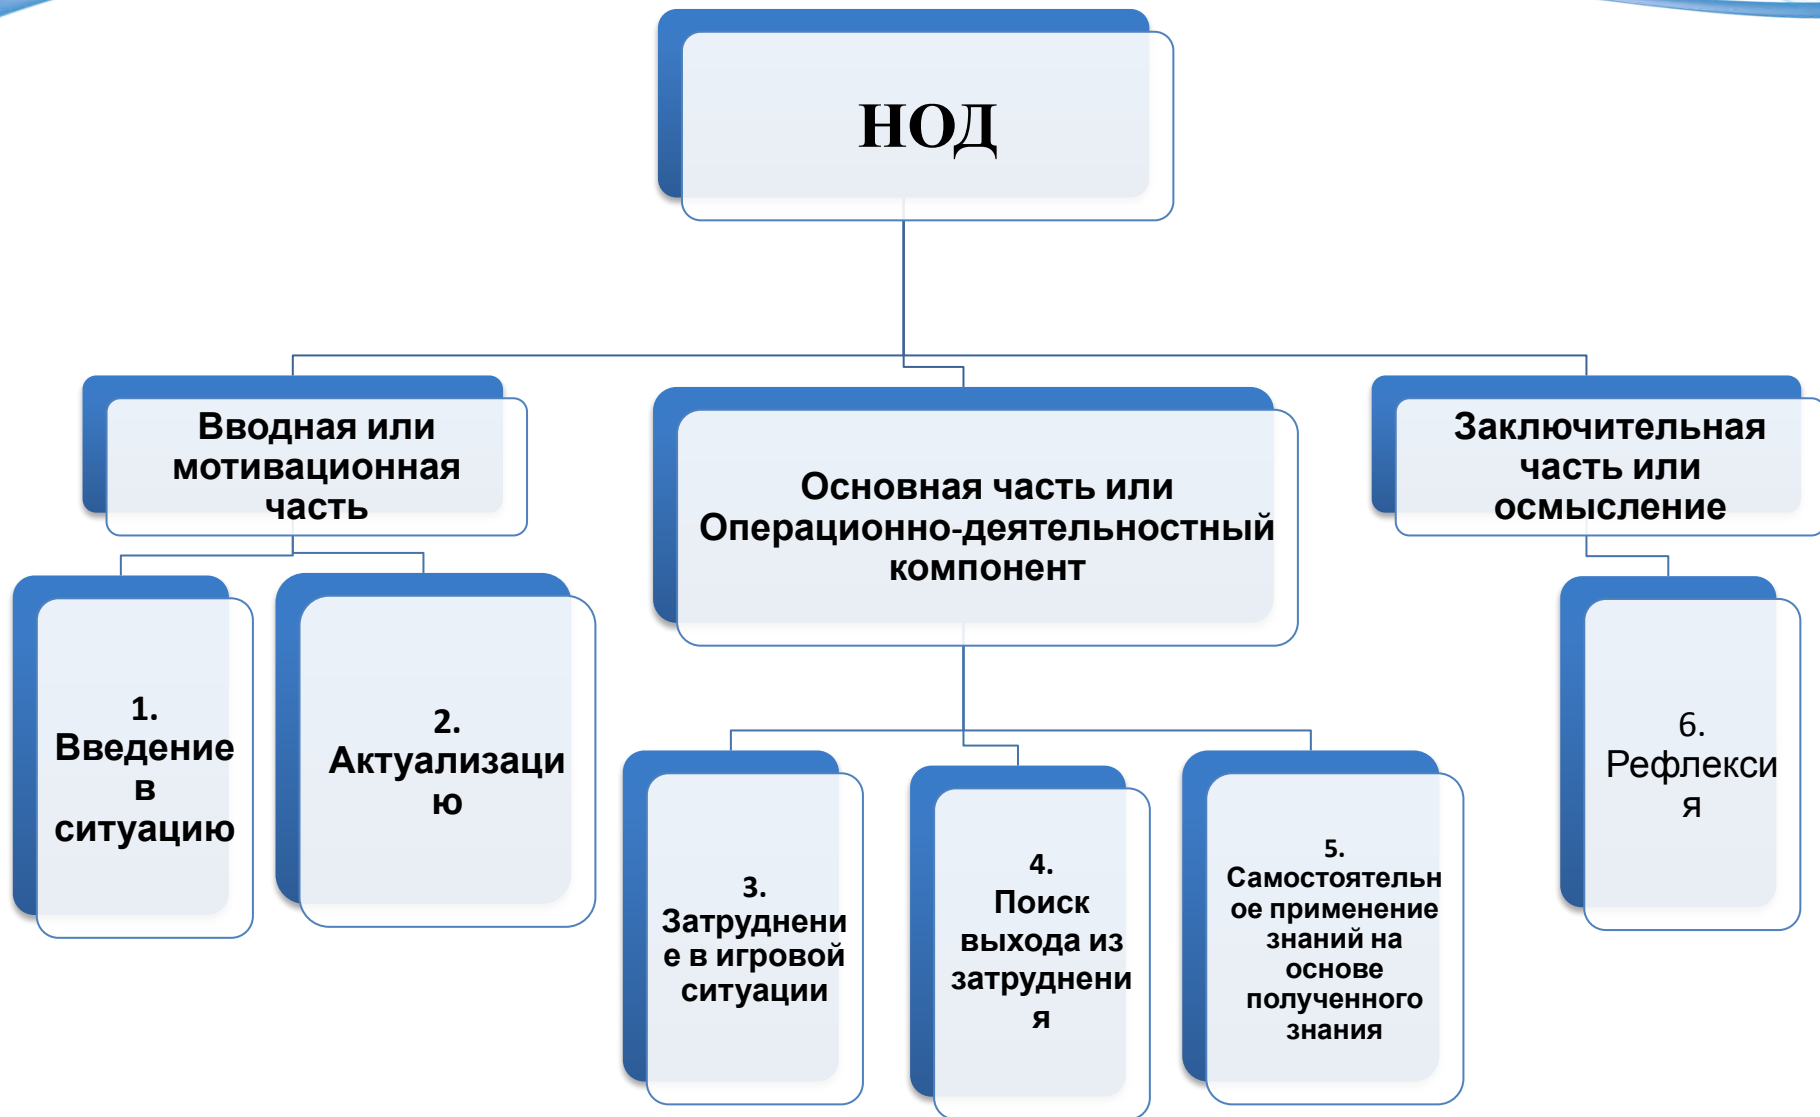 НОД
Вводная или
мотивационная
часть
Основная часть или
Операционно-деятельностный
компонент
Заключительная
часть или
осмысление
1.
Введение
в
ситуацию
2.
Актуализаци
ю
3.
Затруднени
е в игровой
ситуации
4.
Поиск
выхода из
затруднени
я
5.
Самостоятельн
ое применение
знаний на
основе
полученного
знания
6.
Рефлекси
я